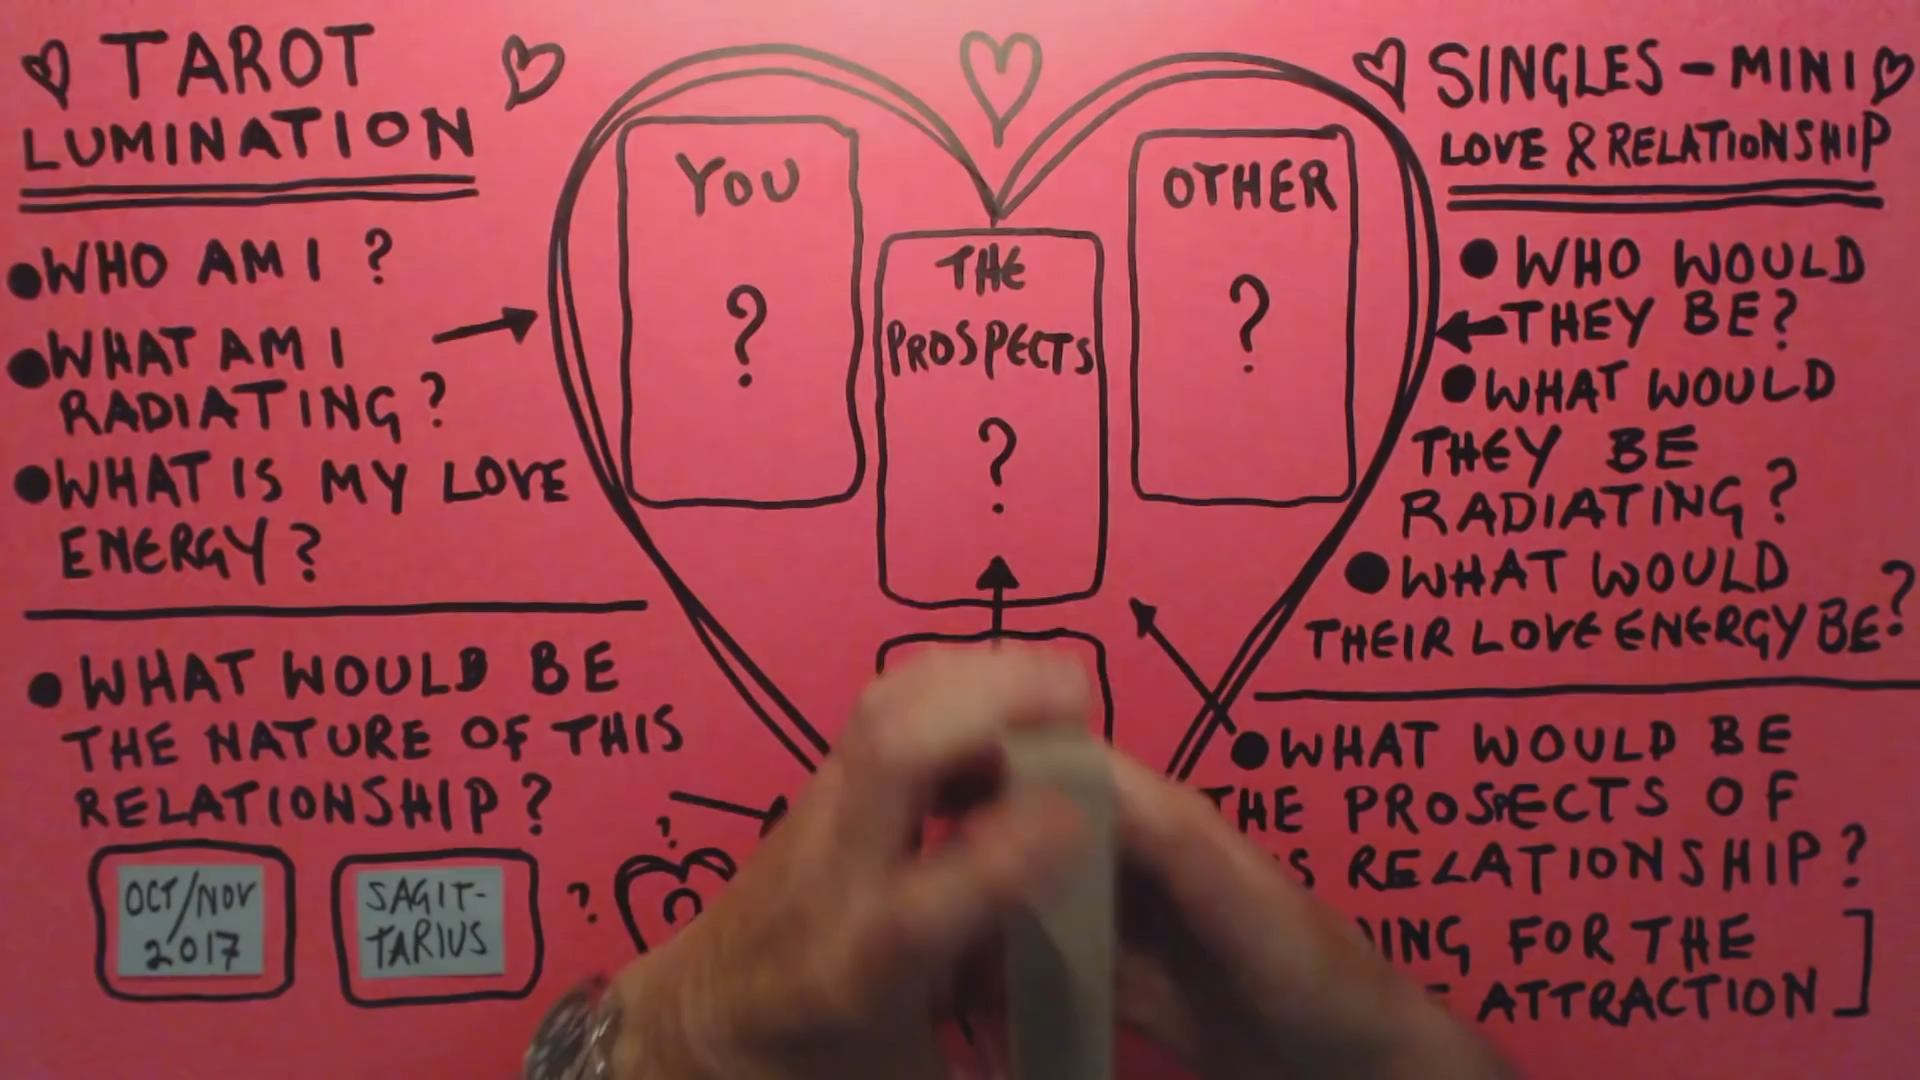 TAROT
LUMINATION
● WHO AM I ?
● WHAT AM I
RADIATING ?
● WHAT IS MY LOVE
ENERGY ?
● WHAT WOULD BE
THE NATURE OF THIS
RELATIONSHIP ?
OCT/NOV
2017
SAGIT-
TARIUS
?
?
YOU
?
THE
PROSPECTS
?
OTHER
?
SINGLES - MINI
LOVE & RELATIONSHIP
● WHO WOULD
THEY BE?
● WHAT WOULD
THEY BE
RADIATING ?
● WHAT WOULD
THEIR LOVE ENERGY BE?
● WHAT WOULD BE
THE PROSPECTS OF
RELATIONSHIP ?
FOR THE
ATTRACTION ]